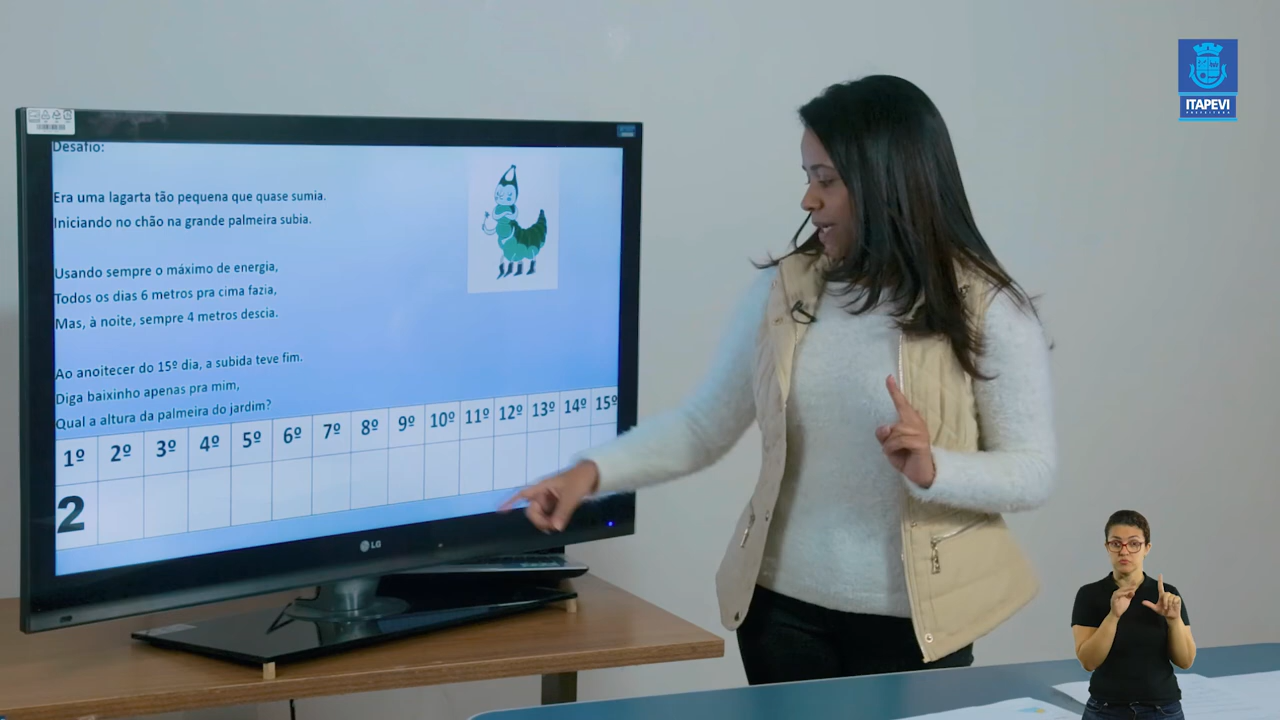 ITAPEVI
PREFEITURA
Desafio:
Era uma lagarta tão pequena que quase sumia.
Iniciando no chão na grande palmeira subia.
Usando sempre o máximo de energia,
Todos os dias 6 metros pra cima fazia,
Mas, à noite, sempre 4 metros descia.
Ao anoitecer do 15º dia, a subida teve fim.
Diga baixinho apenas pra mim,
Qual a altura da palmeira do jardim?
1º 2º 3º 4º 5º 6º 7º 8º 9º 10º 11º 12º 13º 14º 15º
2
LG